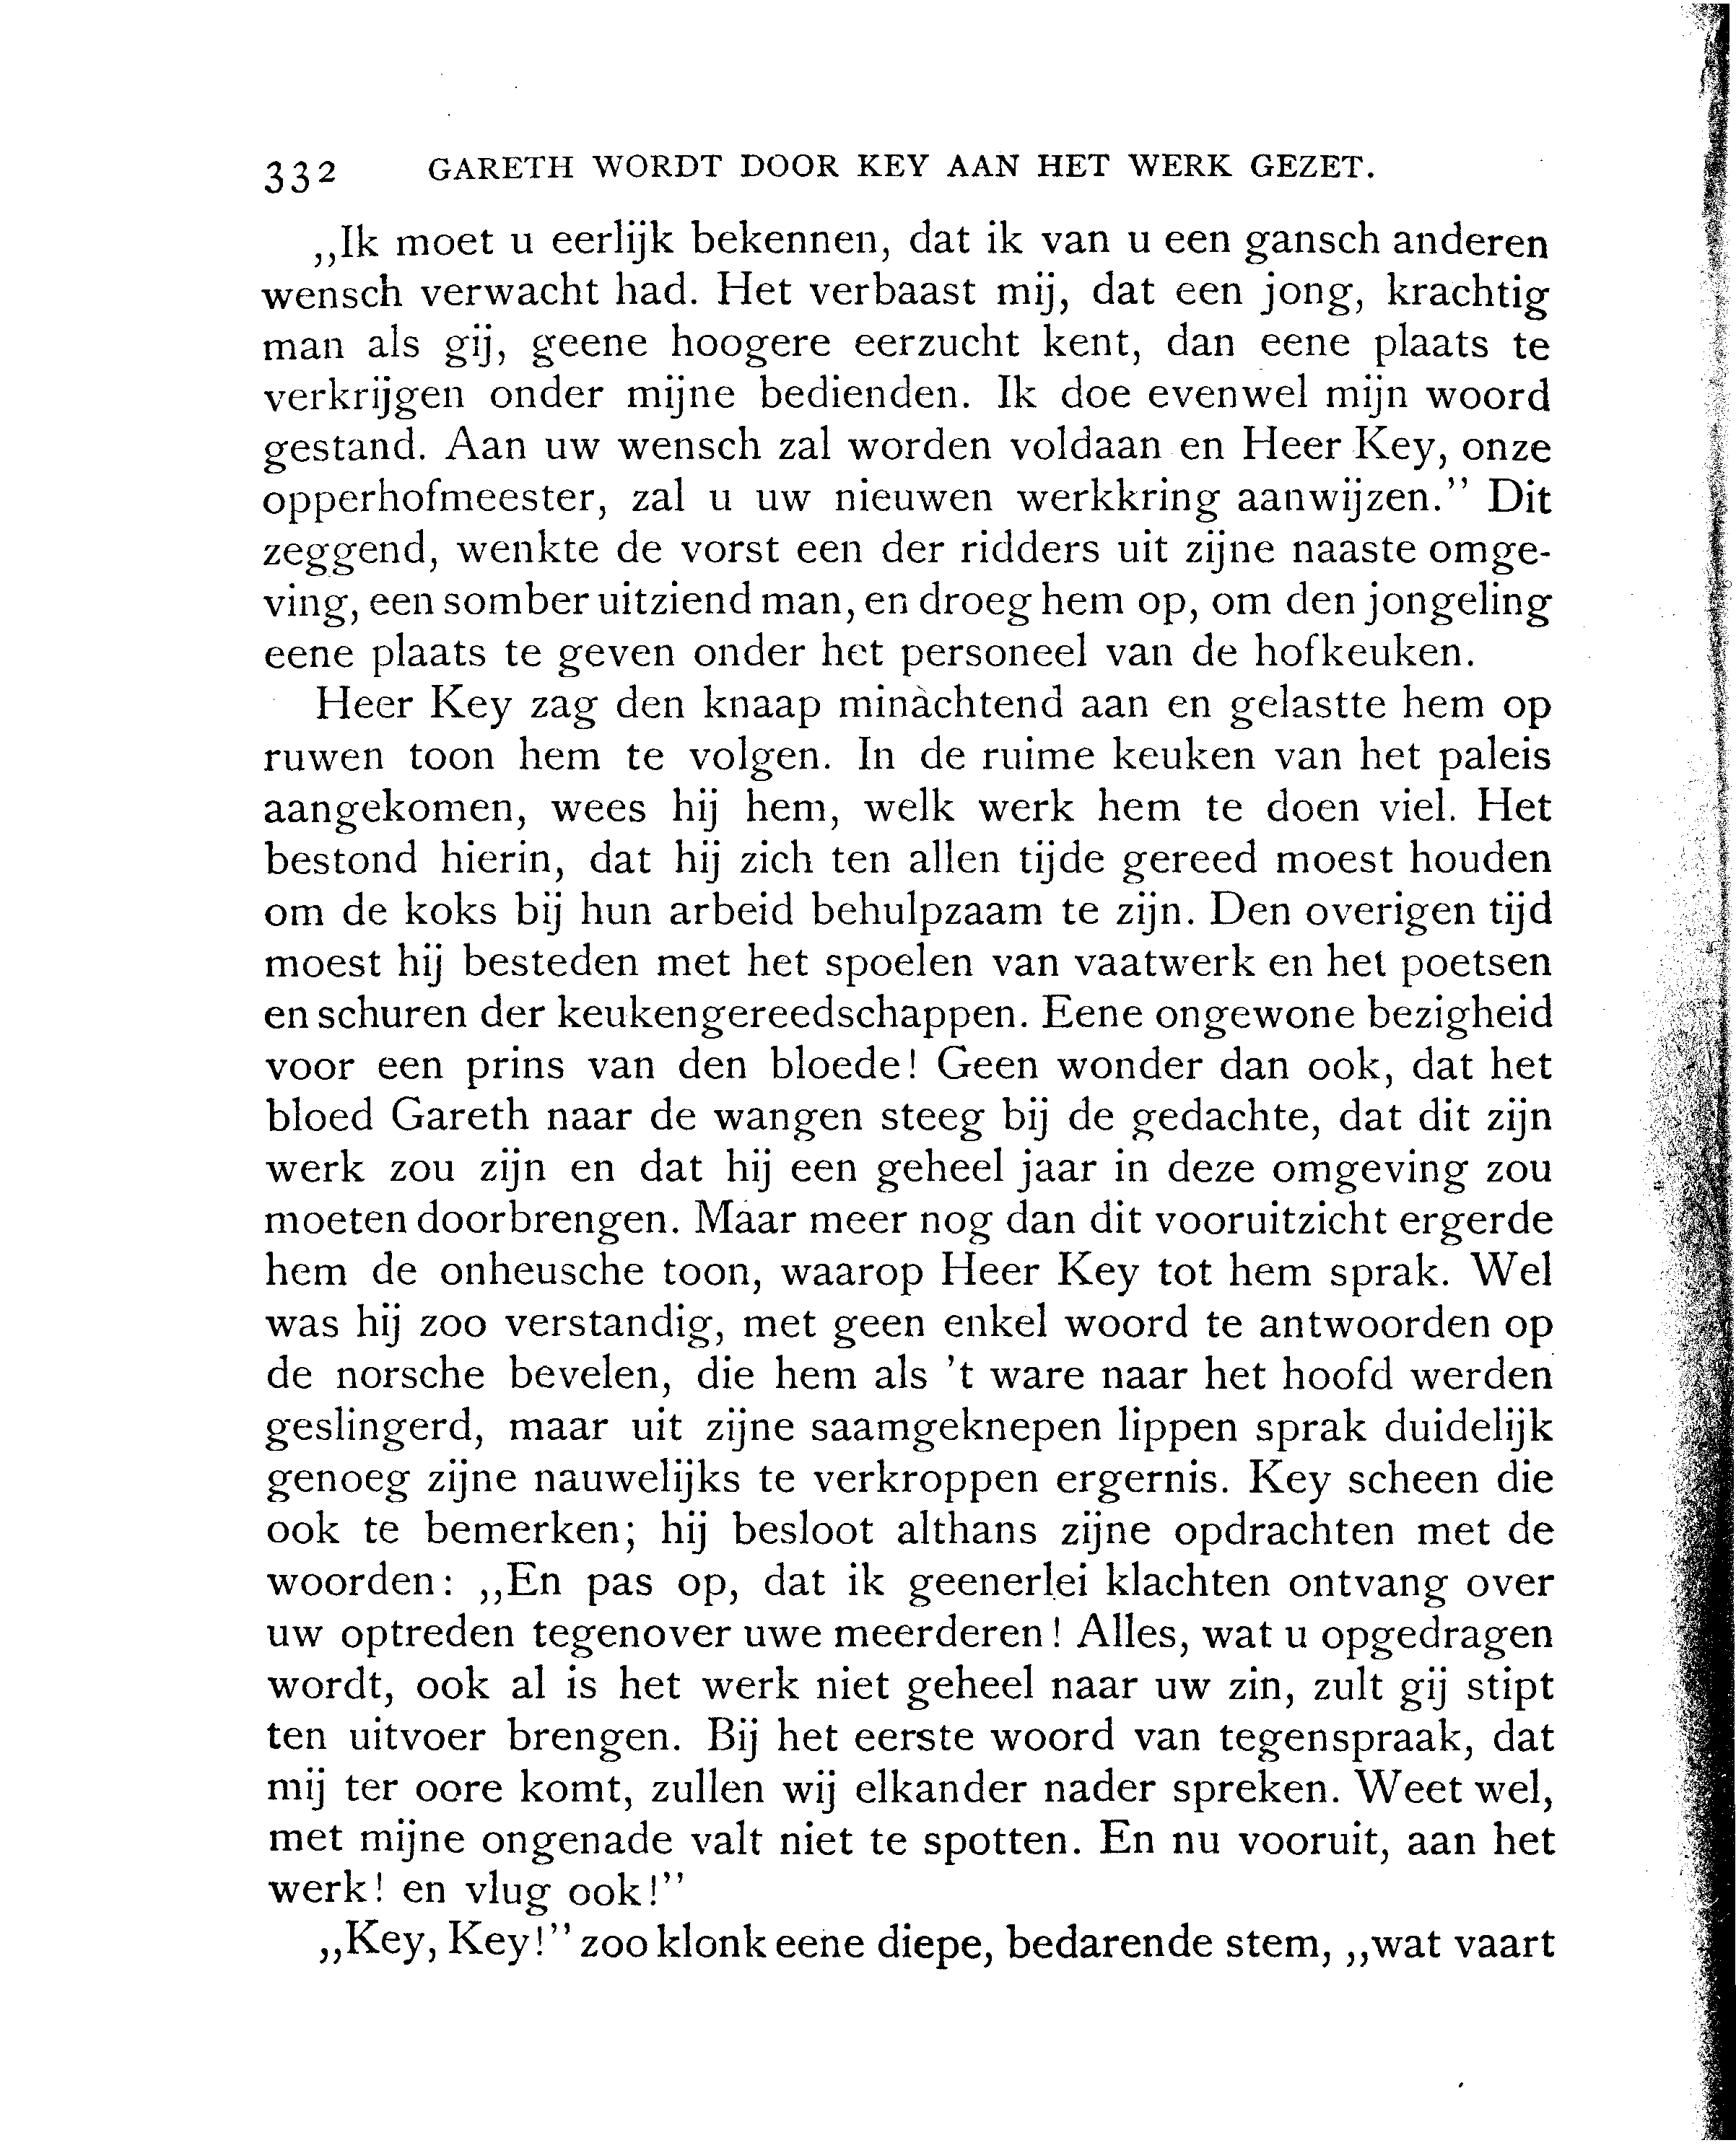 332 GARETH WORDT DOOR KEY AAN HET WERK GEZET.
„Ik moet u eerlijk bekennen, dat ik van u een gansch anderen
wensch verwacht had. Het verbaast mij, dat een jong, krachtig
man als gij, geene hoogere eerzucht kent, dan eene plaats te
verkrijgen onder mijne bedienden. Ik doe evenwel mijn woord
gestand. Aan uw wensch zal worden voldaan en Heer Key, onze
opperhofmeester, zal u uw nieuwen werkkring aanwijzen.” Dit
zeggend, wenkte de vorst een der ridders uit zijne naaste omge-
ving, een somber uitziend man, en droeg hem op, om den jongeling
eene plaats te geven onder het personeel van de hofkeuken.
Heer Key zag den knaap minachtend aan en gelastte hem op
ruwen toon hem te volgen. In de ruime keuken van het paleis
aangekomen, wees hij hem, welk werk hem te doen viel. Het
bestond hierin, dat hij zich ten allen tijde gereed moest houden
om de koks bij hun arbeid behulpzaam te zijn. Den overigen tijd
moest hij besteden met het spoelen van vaatwerk en het poetsen
en schuren der keukengereedschappen. Eene ongewone bezigheid
voor een prins van den bloede! Geen wonder dan ook, dat het
bloed Gareth naar de wangen steeg bij de gedachte, dat dit zijn
werk zou zijn en dat hij een geheel jaar in deze omgeving zou
moeten doorbrengen. Maar meer nog dan dit vooruitzicht ergerde
hem de onheusche toon, waarop Heer Key tot hem sprak. Wel
was hij zoo verstandig, met geen enkel woord te antwoorden op
de norsche bevelen, die hem als 't ware naar het hoofd werden
geslingerd, maar uit zijne saamgeknepen lippen sprak duidelijk
genoeg zijne nauwelijks te verkroppen ergernis. Key scheen die
ook te bemerken; hij besloot althans zijne opdrachten met de
woorden: „En pas op, dat ik geenerlei klachten ontvang over
uw optreden tegenover uwe meerderen! Alles, wat u opgedragen
wordt, ook al is het werk niet geheel naar uw zin, zult gij stipt
ten uitvoer brengen. Bij het eerste woord van tegenspraak, dat
mij ter oore komt, zullen wij elkander nader spreken. Weet wel,
met mijne ongenade valt niet te spotten. En nu vooruit, aan het
werk! en vlug ook!”
„Key, Key!” zoo klonk eene diepe, bedarende stem, „wat vaart